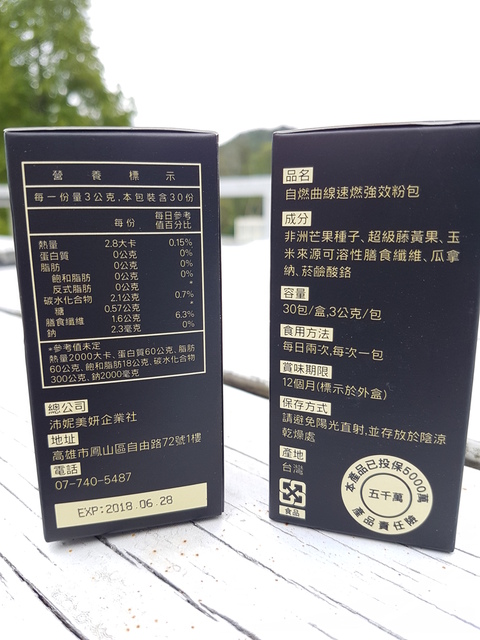 營養標示
每一份量3公克,本包裝含30份
每份 每日參考值百分比
熱量 2.8大卡 0.15%
蛋白質 0公克 0%
脂肪 0公克 0%
飽和脂肪 0公克 0%
反式脂肪 0公克 *
碳水化合物 2.1公克 0.7%
糖 0.57公克 *
膳食纖維 1.6公克 6.3%
鈉 2.3毫克 0%
*參考值未定
熱量2000大卡、蛋白質60公克、脂肪
60公克、飽和脂肪18公克、碳水化合物
300公克、鈉2000毫克
總公司
沛妮美妍企業社
地址
高雄市鳳山區自由路72號1樓
電話
07-740-5487
EXP:2018.06.28
品名
自燃曲線速燃強效粉包
成分
非洲芒果種子、超級藤黃果、玉
米來源可溶性膳食纖維、瓜拿
納、菸鹼酸鉻
容量
30包/盒,3公克/包
食用方法
每日兩次,每次一包
賞味期限
12個月(標示於外盒)
保存方式
請避免陽光直射,並存放於陰涼
乾燥處
產地
台灣
食品
本產品已投保5000萬
五千萬
產品責任險